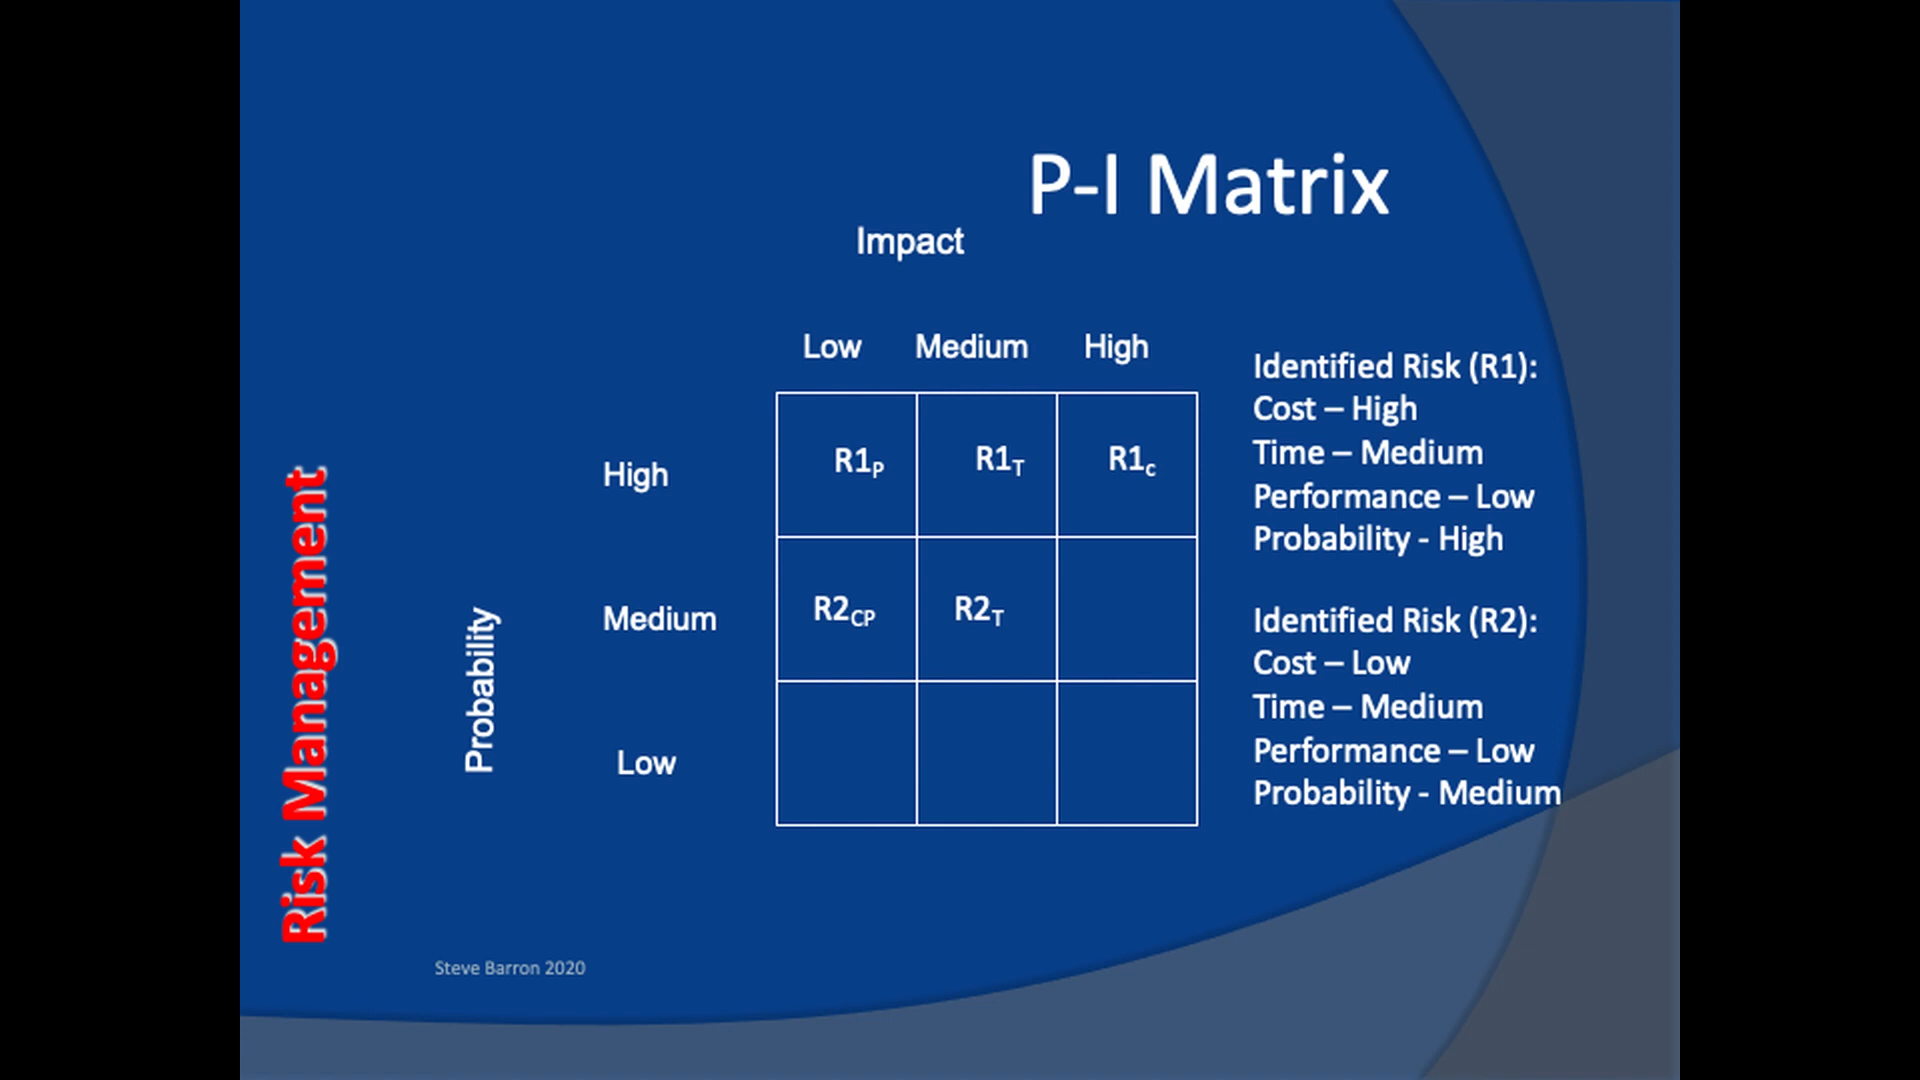 P-I Matrix
Impact
Low Medium High
High R1P R1T R1c
Medium R2CP R2T
Low
Probability
Risk Management
Identified Risk (R1):
Cost – High
Time – Medium
Performance – Low
Probability - High
Identified Risk (R2):
Cost – Low
Time – Medium
Performance – Low
Probability - Medium
Steve Barron 2020